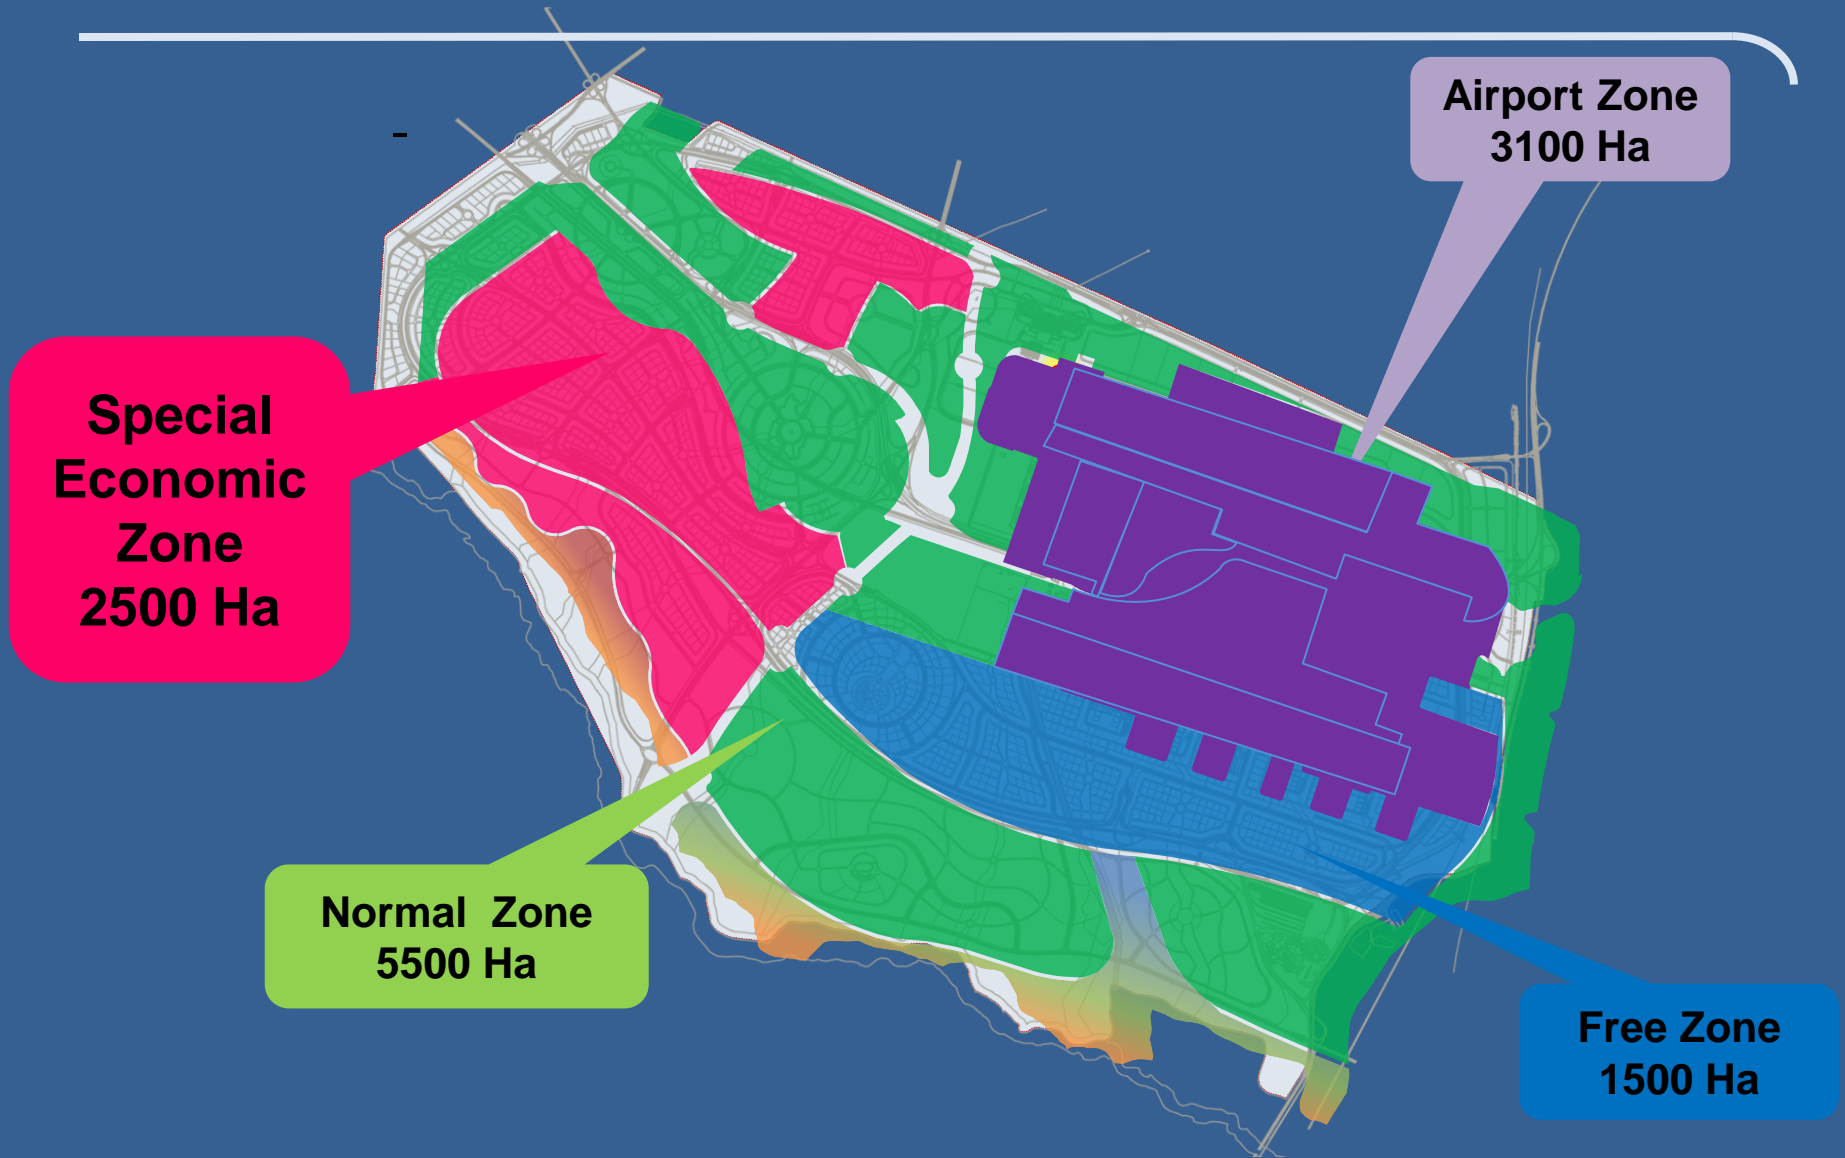 -
Airport Zone
3100 Ha
Special
Economic
Zone
2500 Ha
Normal Zone
5500 Ha
Free Zone
1500 Ha